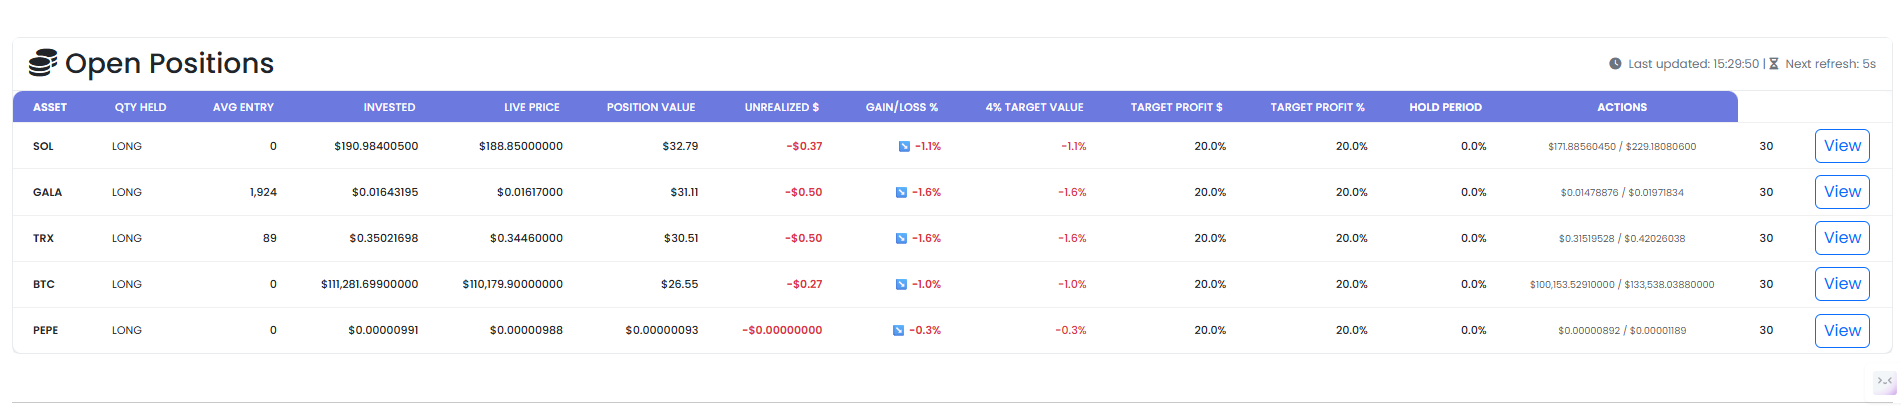 Open Positions
Last updated: 15:29:50 | Next refresh: 5s
ASSET QTY HELD AVG ENTRY INVESTED LIVE PRICE POSITION VALUE UNREALIZED $ GAIN/LOSS % 4% TARGET VALUE TARGET PROFIT $ TARGET PROFIT % HOLD PERIOD ACTIONS
SOL LONG 0 $190.98400500 $188.85000000 $32.79 -$0.37 -1.1% -1.1% 20.0% 20.0% 0.0% $171.88560450 / $229.18080600 30 View
GALA LONG 1,924 $0.01643195 $0.01617000 $31.11 -$0.50 -1.6% -1.6% 20.0% 20.0% 0.0% $0.01478876 / $0.01971834 30 View
TRX LONG 89 $0.35021698 $0.34460000 $30.51 -$0.50 -1.6% -1.6% 20.0% 20.0% 0.0% $0.31519528 / $0.42026038 30 View
BTC LONG 0 $111,281.69900000 $110,179.90000000 $26.55 -$0.27 -1.0% -1.0% 20.0% 20.0% 0.0% $100,153.52910000 / $133,538.03880000 30 View
PEPE LONG 0 $0.00000991 $0.00000988 $0.00000093 -$0.00000000 -0.3% -0.3% 20.0% 20.0% 0.0% $0.00000892 / $0.00001189 30 View